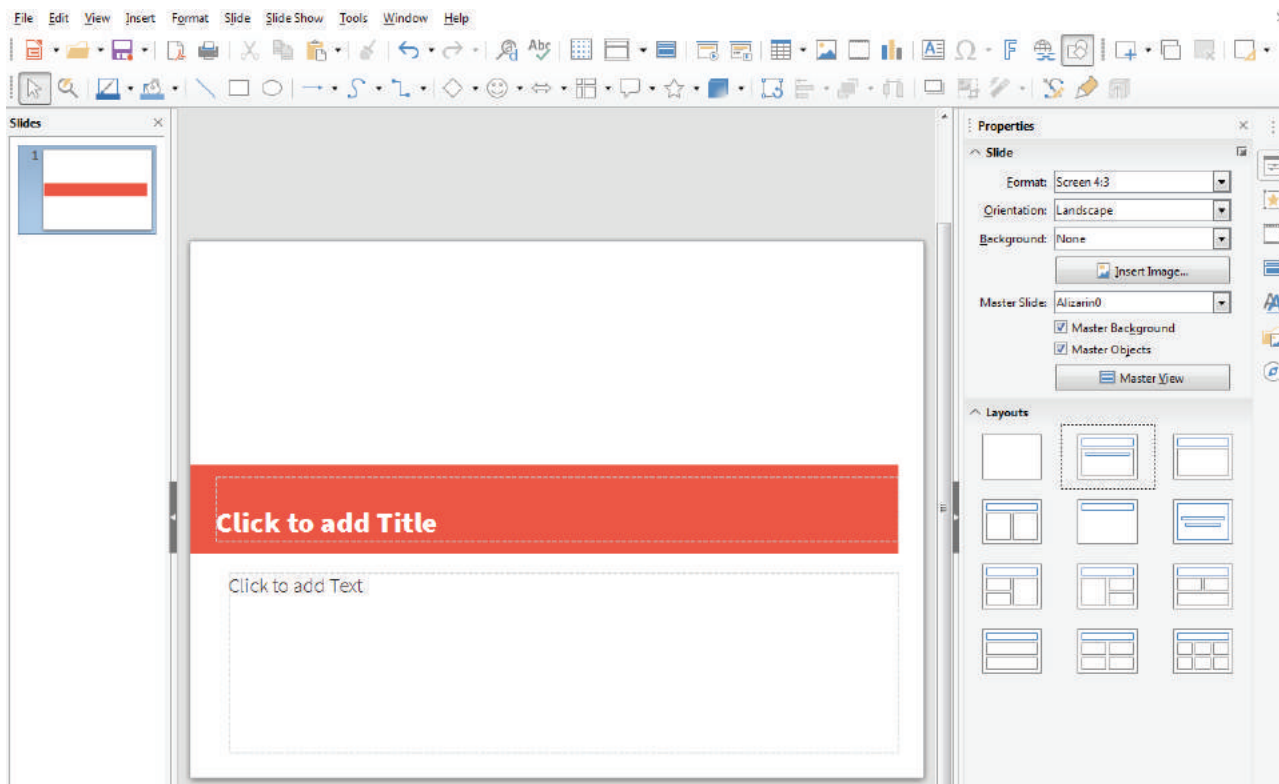 File Edit View Insert Format Slide Slide Show Tools Window Help
Abc
Slides
1
Click to add Title
Click to add Text
Properties
Slide
Format: Screen 4:3
Orientation: Landscape
Background: None
Insert Image...
Master Slide: Alizarin0
Master Background
Master Objects
Master View
Layouts